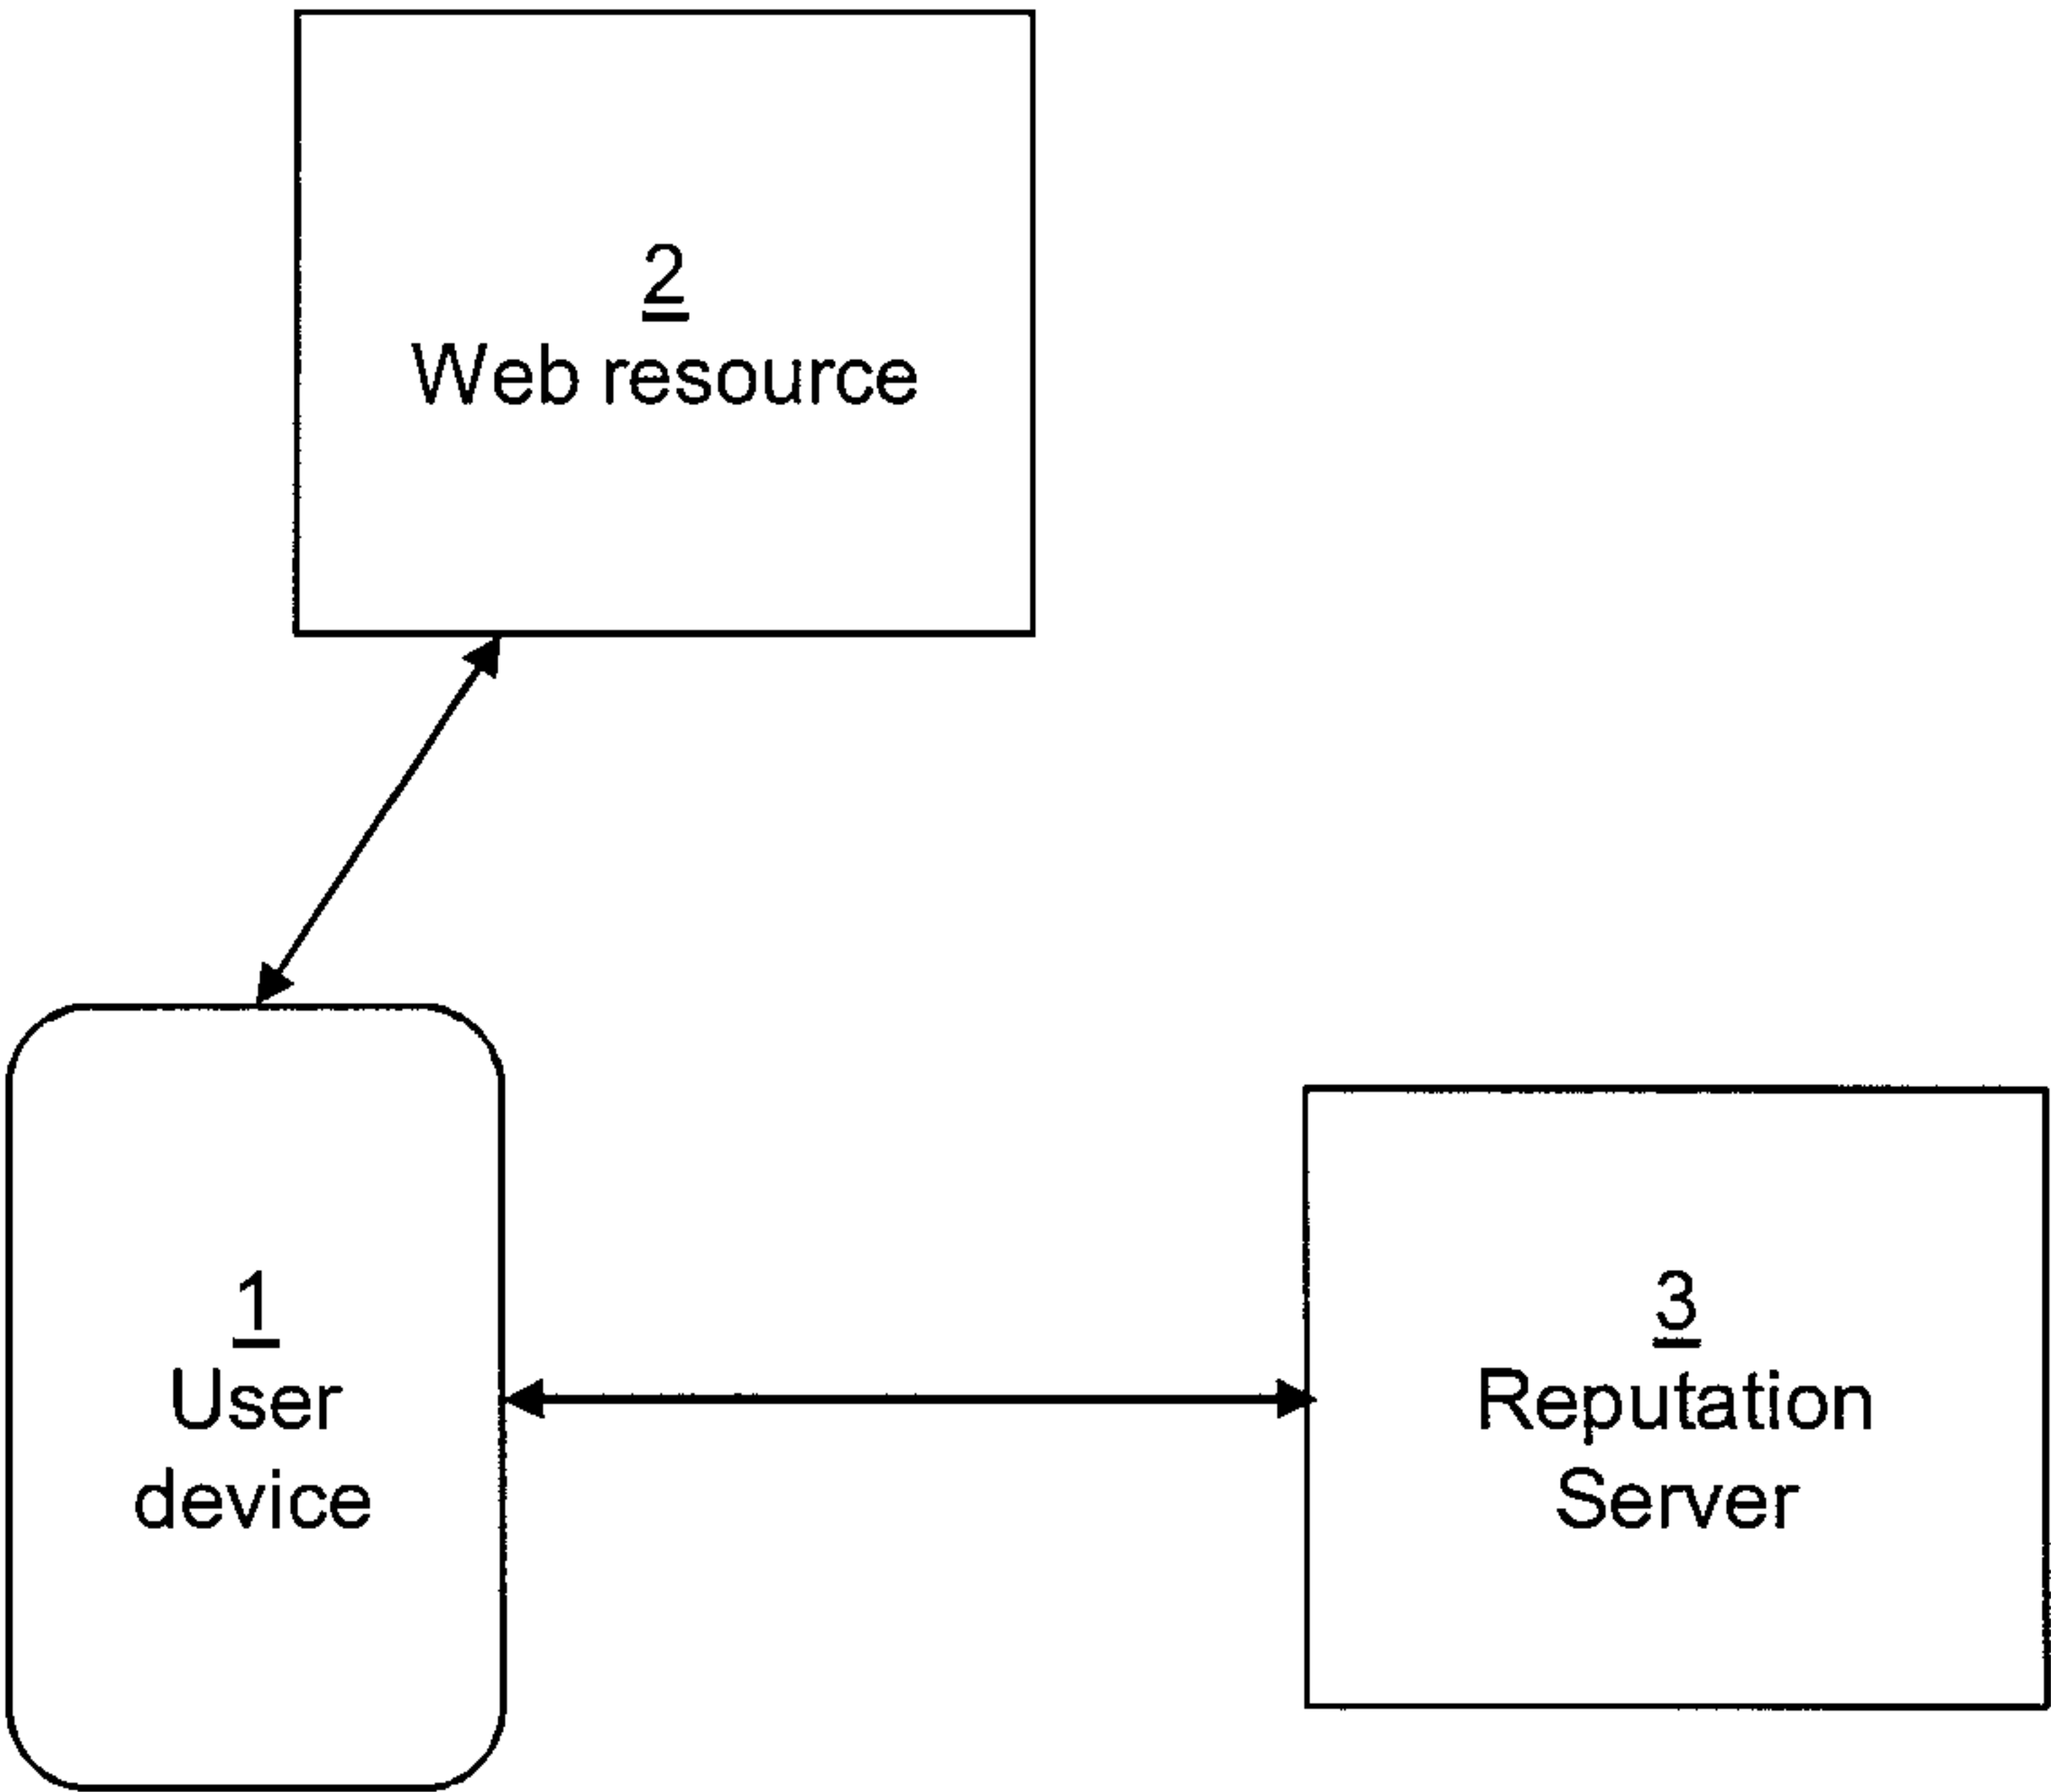 2
Web resource
1
User
device
3
Reputation
Server